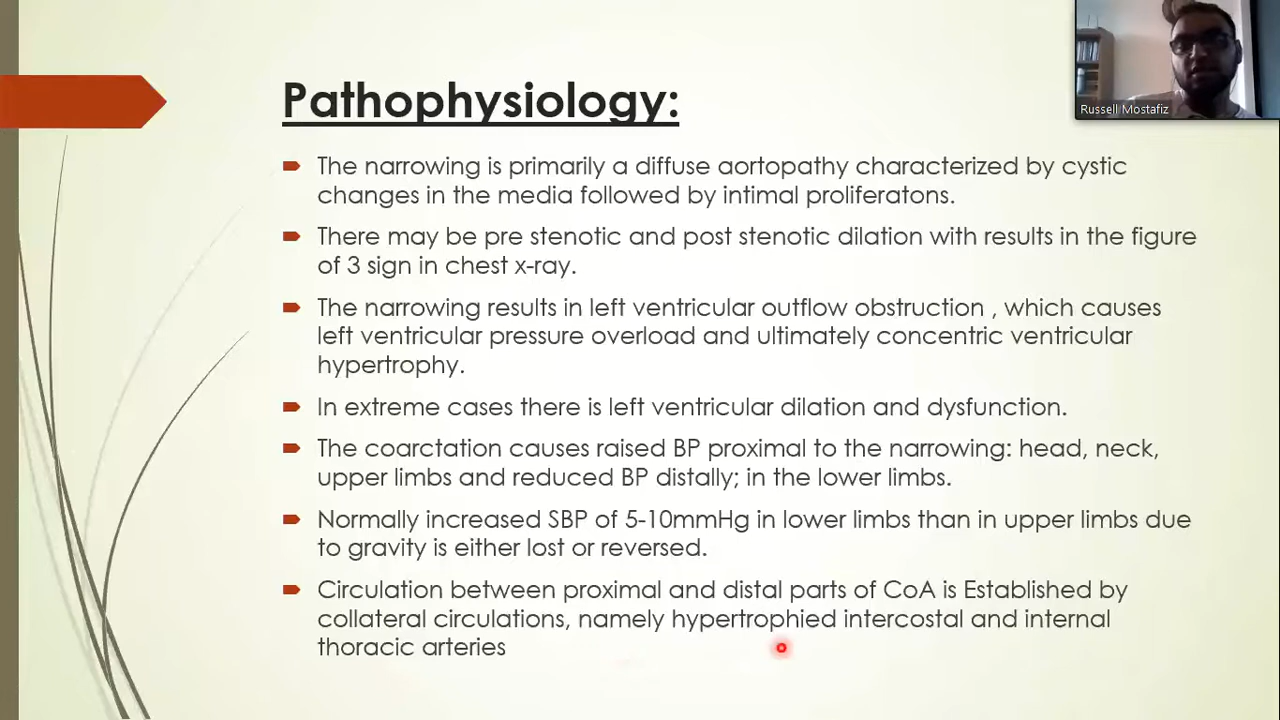 Russell Mostafiz
Pathophysiology:
The narrowing is primarily a diffuse aortopathy characterized by cystic
changes in the media followed by intimal proliferatons.
There may be pre stenotic and post stenotic dilation with results in the figure
of 3 sign in chest x-ray.
The narrowing results in left ventricular outflow obstruction , which causes
left ventricular pressure overload and ultimately concentric ventricular
hypertrophy.
In extreme cases there is left ventricular dilation and dysfunction.
The coarctation causes raised BP proximal to the narrowing: head, neck,
upper limbs and reduced BP distally; in the lower limbs.
Normally increased SBP of 5-10mmHg in lower limbs than in upper limbs due
to gravity is either lost or reversed.
Circulation between proximal and distal parts of CoA is Established by
collateral circulations, namely hypertrophied intercostal and internal
thoracic arteries